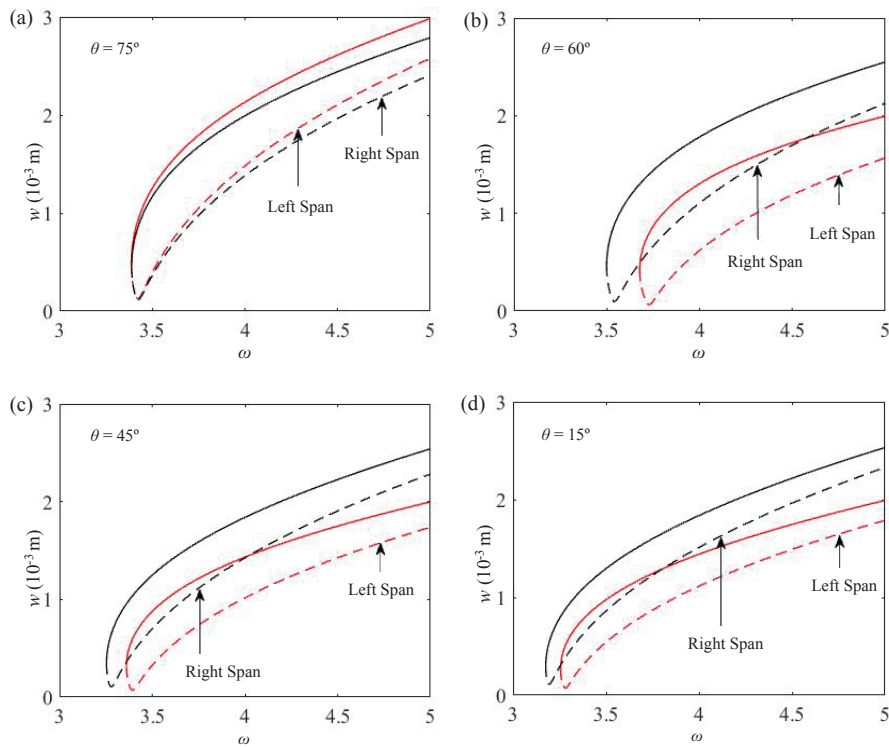 (a)
θ = 75º
3
2
1
0
w (10⁻³ m)
Right Span
Left Span
3
3.5
4
4.5
5
ω
(b)
θ = 60º
3
2
1
0
w (10⁻³ m)
Left Span
Right Span
3
3.5
4
4.5
5
ω
(c)
θ = 45º
3
2
1
0
w (10⁻³ m)
Left Span
Right Span
3
3.5
4
4.5
5
ω
(d)
θ = 15º
3
2
1
0
w (10⁻³ m)
Left Span
Right Span
3
3.5
4
4.5
5
ω